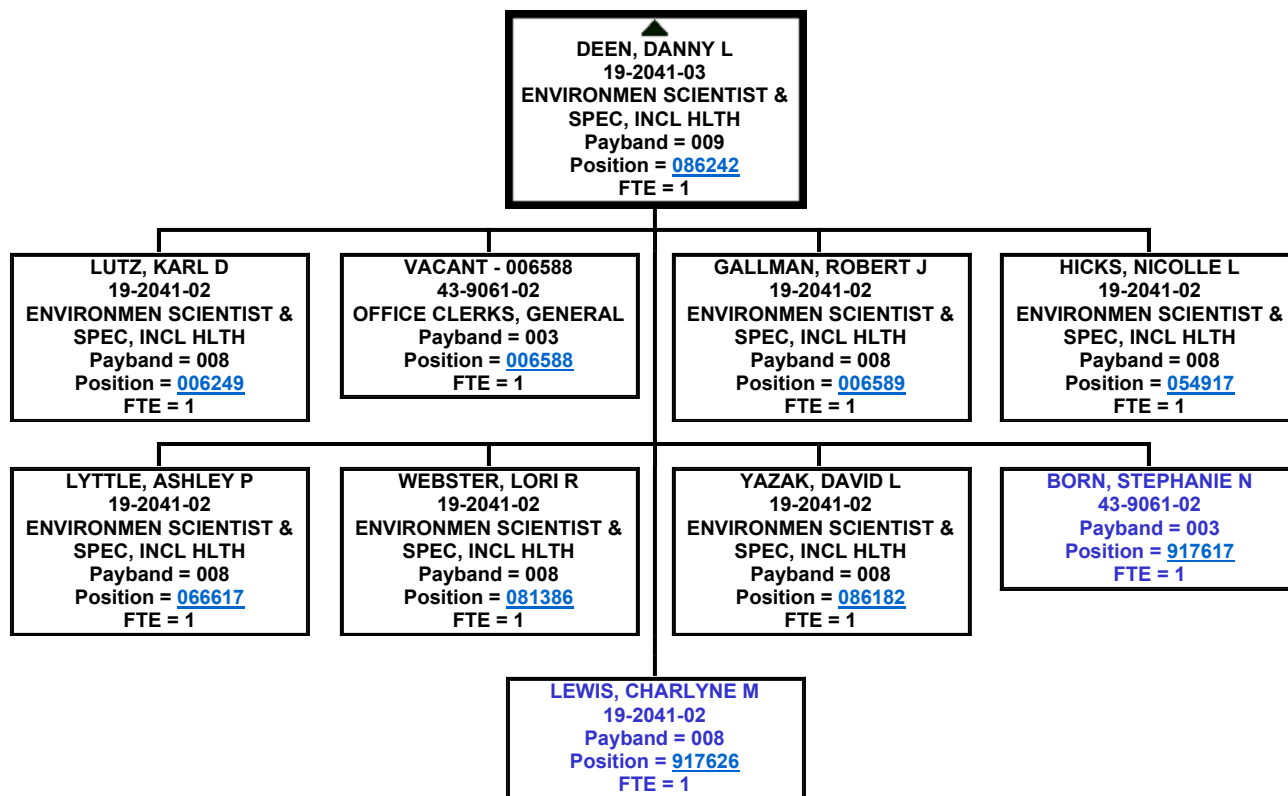 DEEN, DANNY L
19-2041-03
ENVIRONMEN SCIENTIST &
SPEC, INCL HLTH
Payband = 009
Position = 086242
FTE = 1
LUTZ, KARL D
19-2041-02
ENVIRONMEN SCIENTIST &
SPEC, INCL HLTH
Payband = 008
Position = 006249
FTE = 1
VACANT - 006588
43-9061-02
OFFICE CLERKS, GENERAL
Payband = 003
Position = 006588
FTE = 1
GALLMAN, ROBERT J
19-2041-02
ENVIRONMEN SCIENTIST &
SPEC, INCL HLTH
Payband = 008
Position = 006589
FTE = 1
HICKS, NICOLLE L
19-2041-02
ENVIRONMEN SCIENTIST &
SPEC, INCL HLTH
Payband = 008
Position = 054917
FTE = 1
LYTTLE, ASHLEY P
19-2041-02
ENVIRONMEN SCIENTIST &
SPEC, INCL HLTH
Payband = 008
Position = 066617
FTE = 1
WEBSTER, LORI R
19-2041-02
ENVIRONMEN SCIENTIST &
SPEC, INCL HLTH
Payband = 008
Position = 081386
FTE = 1
YAZAK, DAVID L
19-2041-02
ENVIRONMEN SCIENTIST &
SPEC, INCL HLTH
Payband = 008
Position = 086182
FTE = 1
BORN, STEPHANIE N
43-9061-02
Payband = 003
Position = 917617
FTE = 1
LEWIS, CHARLYNE M
19-2041-02
Payband = 008
Position = 917626
FTE = 1